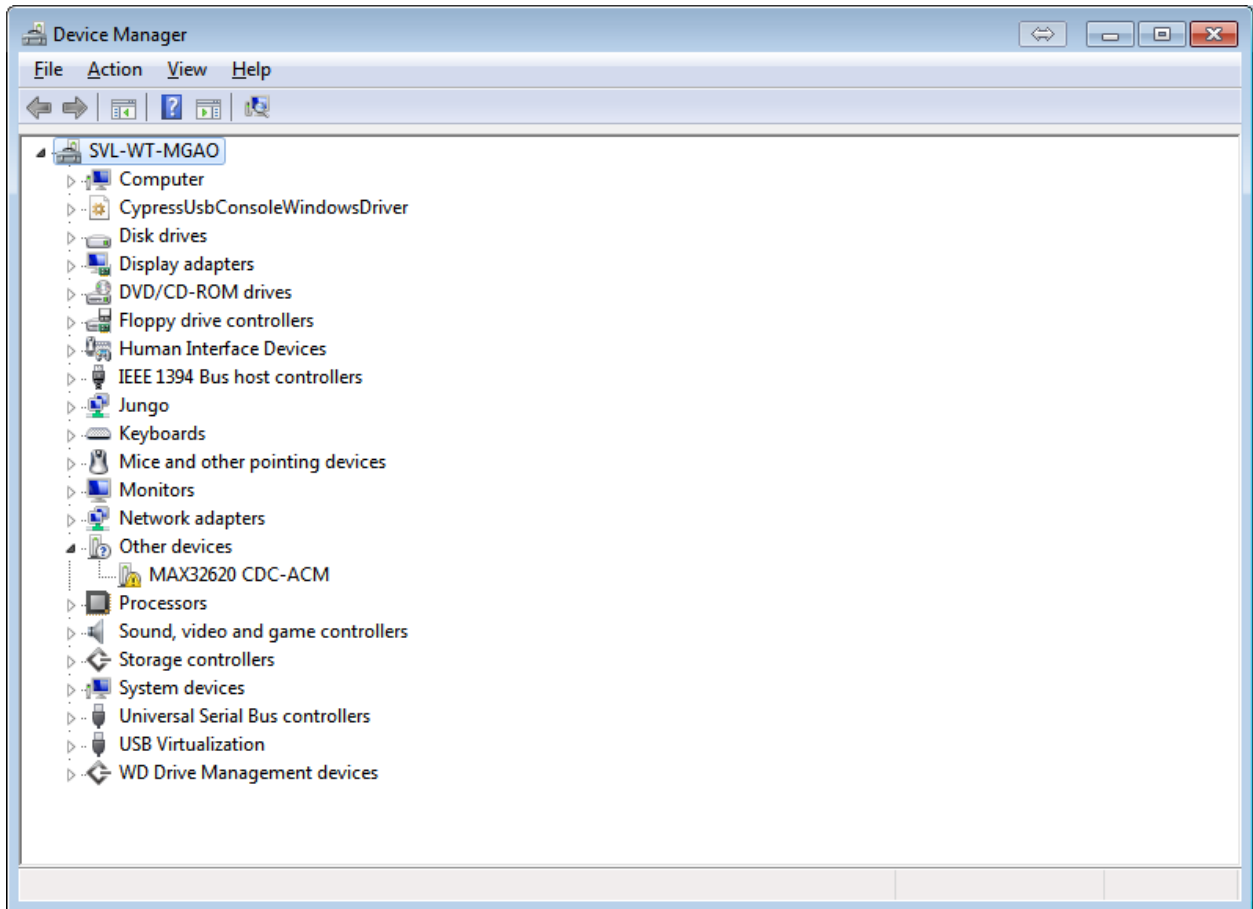 Device Manager
File Action View Help
SVL-WT-MGAO
Computer
CypressUsbConsoleWindowsDriver
Disk drives
Display adapters
DVD/CD-ROM drives
Floppy drive controllers
Human Interface Devices
IEEE 1394 Bus host controllers
Jungo
Keyboards
Mice and other pointing devices
Monitors
Network adapters
Other devices
MAX32620 CDC-ACM
Processors
Sound, video and game controllers
Storage controllers
System devices
Universal Serial Bus controllers
USB Virtualization
WD Drive Management devices